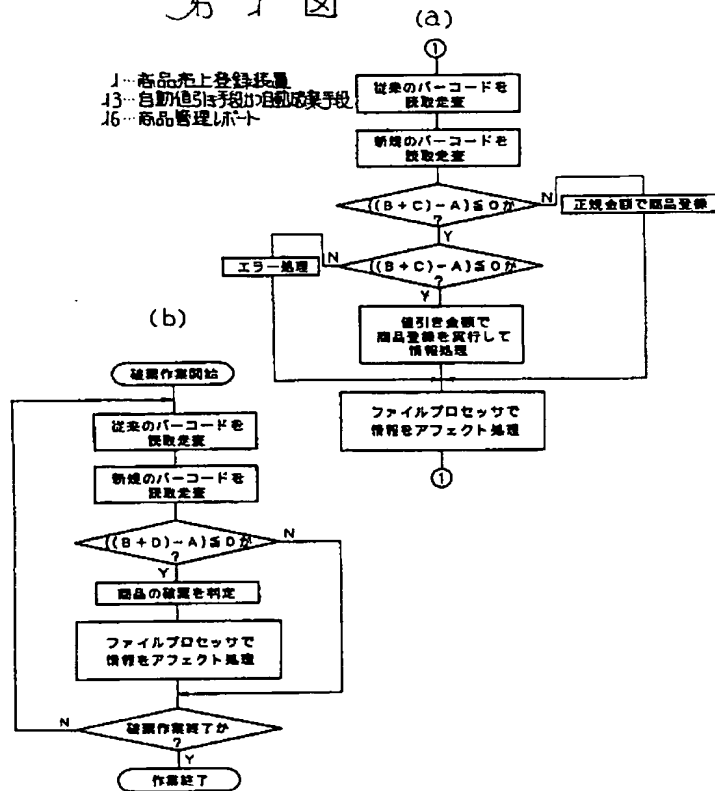 第 1 図
1…商品売上登録装置
13…自動値引き手段かつ自動破棄手段
16…商品管理レポート
(a)
①
従来のバーコードを
読取走査
新規のバーコードを
読取走査
((B+C)-A)≦0か
?
N
正規金額で商品登録
Y
((B+C)-A)≦0か
?
N
エラー処理
Y
値引き金額で
商品登録を実行して
情報処理
ファイルプロセッサで
情報をアフェクト処理
①
(b)
破棄作業開始
従来のバーコードを
読取走査
新規のバーコードを
読取走査
((B+D)-A)≦0か
?
N
Y
商品の破棄を判定
ファイルプロセッサで
情報をアフェクト処理
破棄作業終了か
?
N
Y
作業終了